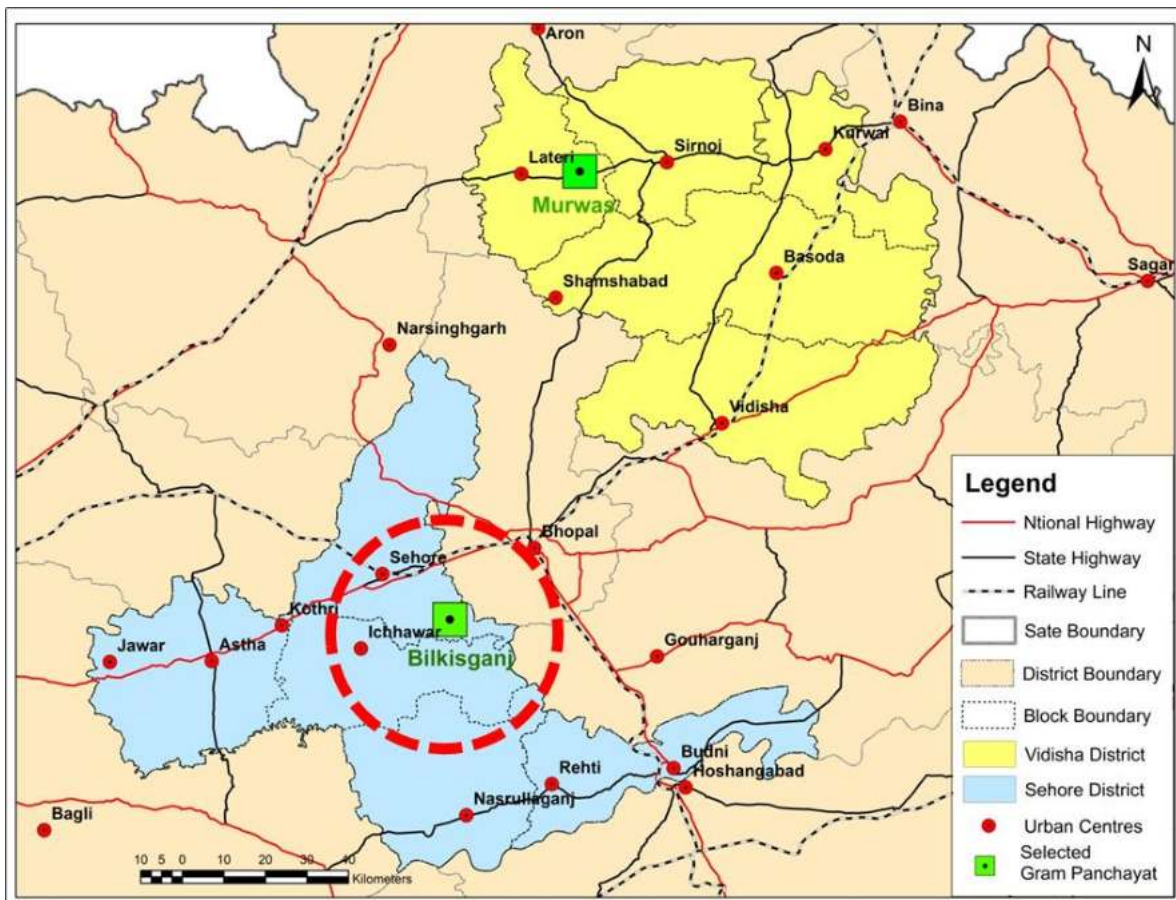 N
Aron
Bina
Kurwai
Sirnoj
Lateri
Murwas
Basoda
Sagar
Shamshabad
Narsinghgarh
Vidisha
Bhopal
Sehore
Kothri
Ichhawar
Jawar
Astha
Bilkisganj
Gouharganj
Budni
Hoshangabad
Rehti
Nasrullaganj
Bagli
10 5 0 10 20 30 40
Kilometers
Legend
Ntional Highway
State Highway
Railway Line
Sate Boundary
District Boundary
Block Boundary
Vidisha District
Sehore District
Urban Centres
Selected
Gram Panchayat